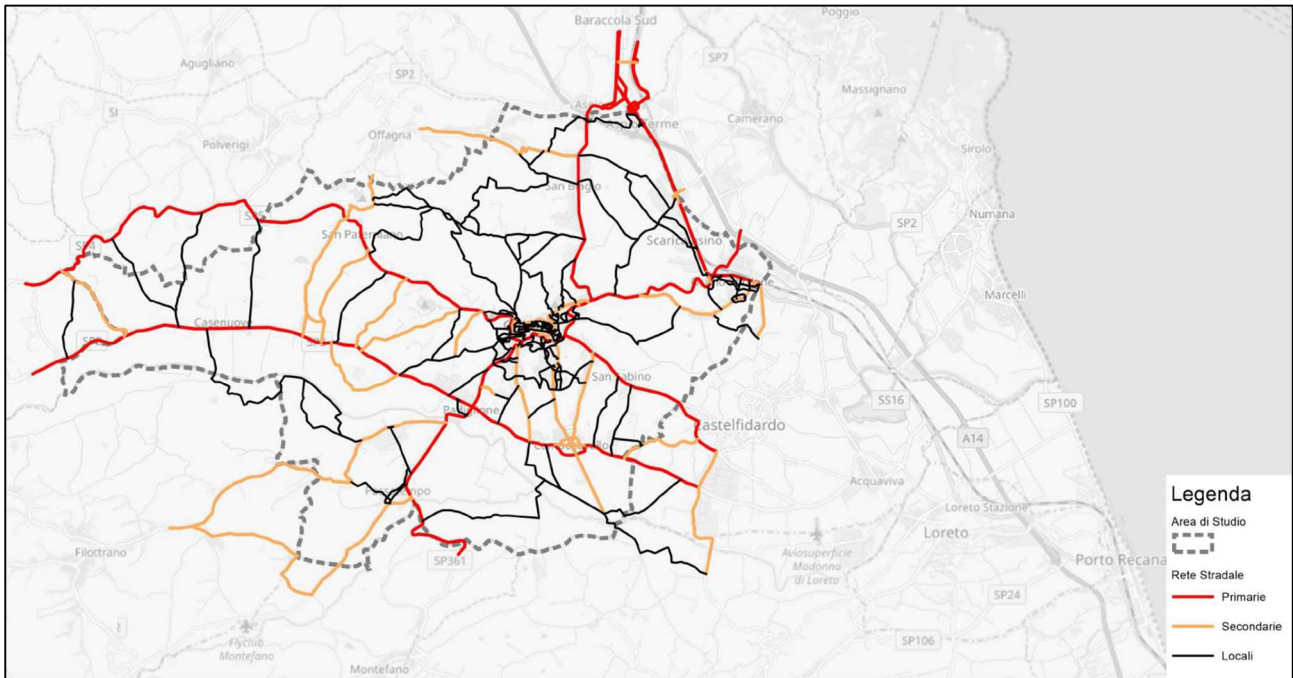 Baraccola Sud
Poggio
SP7
Massignano
Agugliano
SP2
Camerano
Offagna
Polverigi
Sirolo
San Biagio
Numana
SP2
San Paterniano
Marcelli
Casenuove
San Sabino
SP100
Padiglione
SS16
Castelfidardo
A14
Acquaviva
Loreto Stazione
Filottrano
SP361
Aviosuperficie
Madonna
di Loreto
Loreto
Porto Recana
SP24
Flyclub
Montefano
SP106
Montefano
Legenda
Area di Studio
Rete Stradale
Primarie
Secondarie
Locali